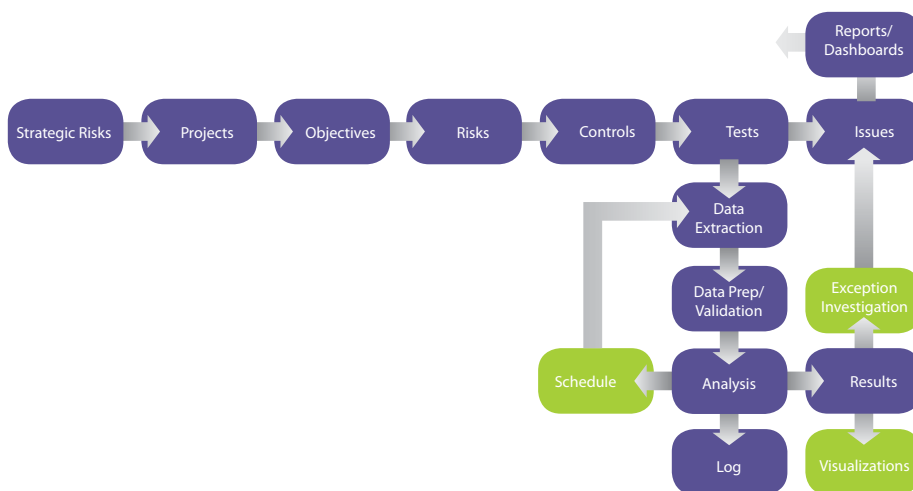 Reports/
Dashboards
Strategic Risks
Projects
Objectives
Risks
Controls
Tests
Issues
Data
Extraction
Data Prep/
Validation
Exception
Investigation
Schedule
Analysis
Results
Log
Visualizations